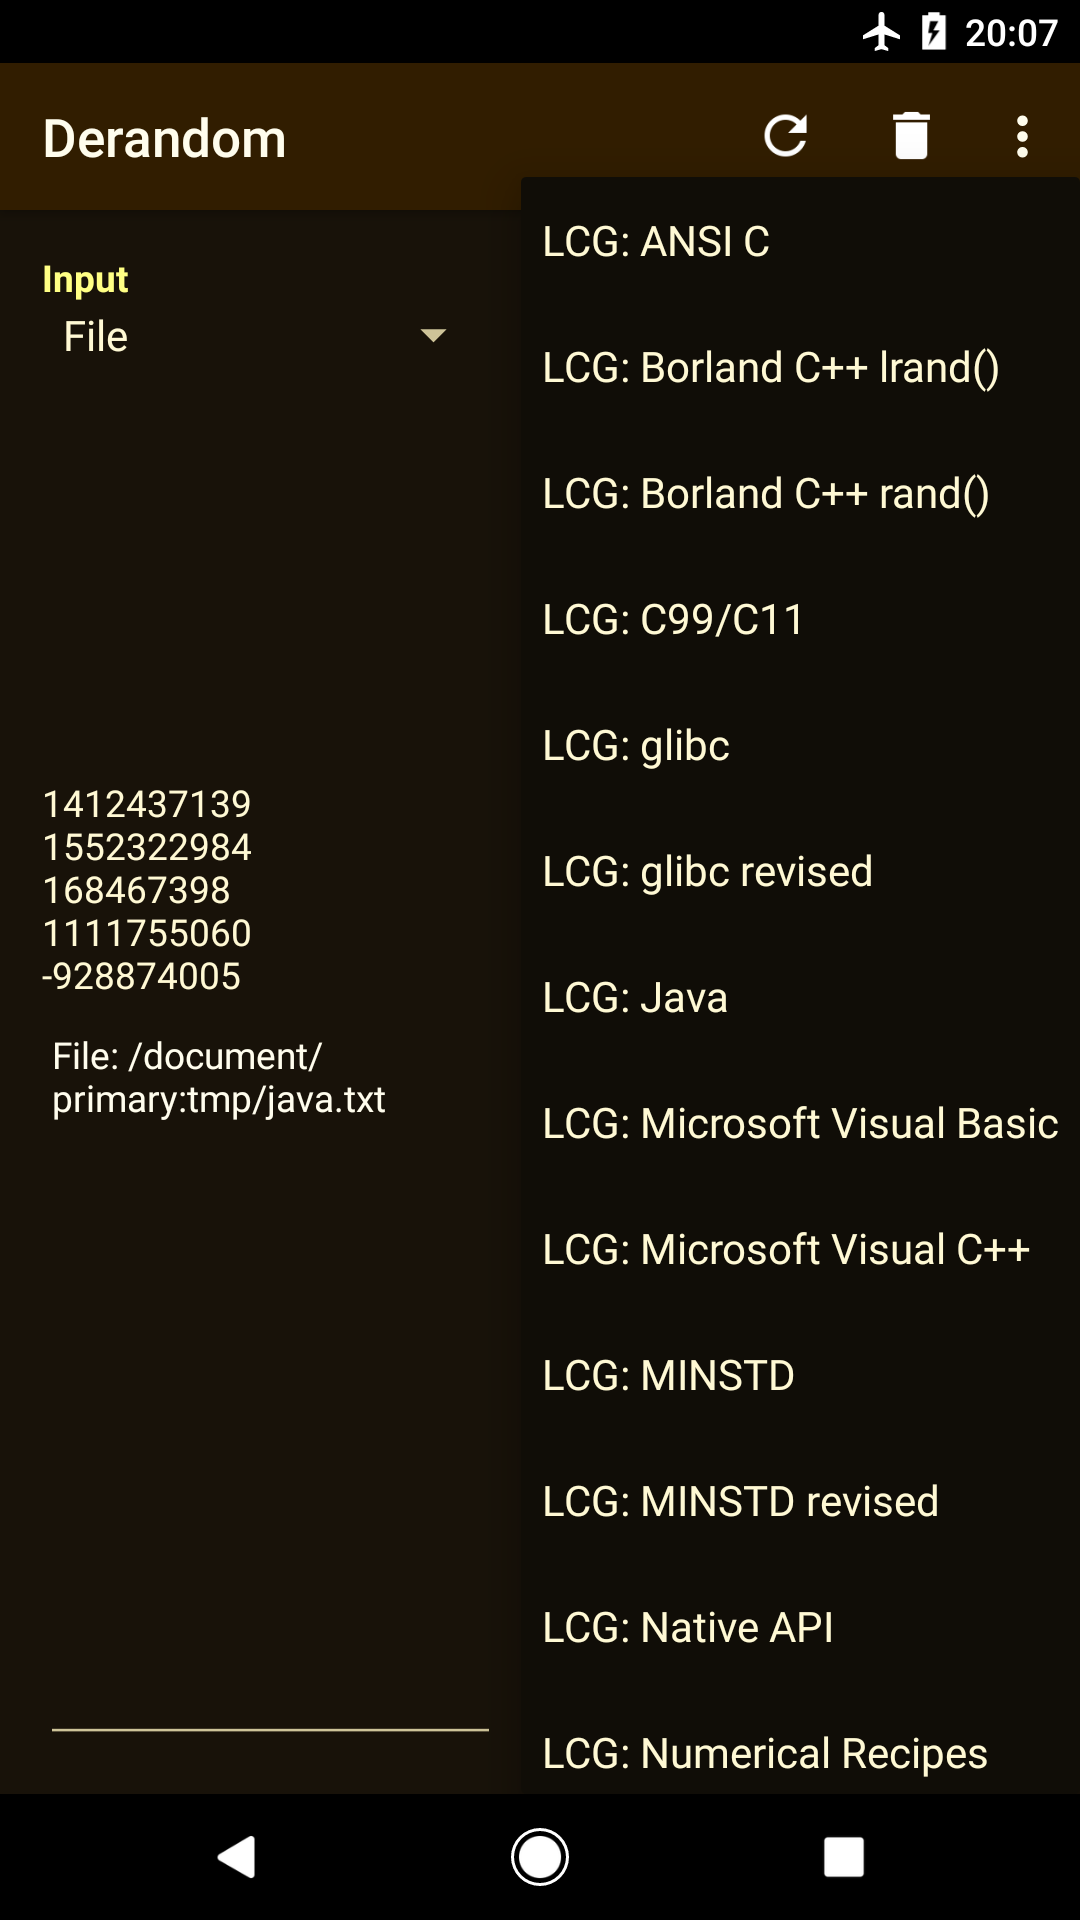 20:07
Derandom
Input
File
1412437139
1552322984
168467398
1111755060
-928874005
File: /document/
primary:tmp/java.txt
LCG: ANSI C
LCG: Borland C++ lrand()
LCG: Borland C++ rand()
LCG: C99/C11
LCG: glibc
LCG: glibc revised
LCG: Java
LCG: Microsoft Visual Basic
LCG: Microsoft Visual C++
LCG: MINSTD
LCG: MINSTD revised
LCG: Native API
LCG: Numerical Recipes